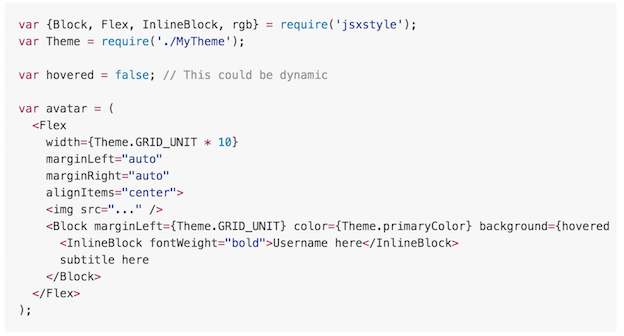 var {Block, Flex, InlineBlock, rgb} = require('jsxstyle');
var Theme = require('./MyTheme');

var hovered = false; // This could be dynamic

var avatar = (
  <Flex
    width={Theme.GRID_UNIT * 10}
    marginLeft="auto"
    marginRight="auto"
    alignItems="center">
    <img src="..." />
    <Block marginLeft={Theme.GRID_UNIT} color={Theme.primaryColor} background={hovered
      <InlineBlock fontWeight="bold">Username here</InlineBlock>
      subtitle here
    </Block>
  </Flex>
);